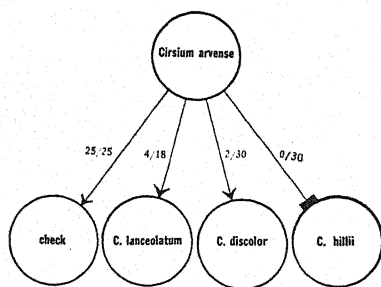 Cirsium arvense
25/25 4/18 2/30 0/30
check C. lanceolatum C. discolor C. hillii